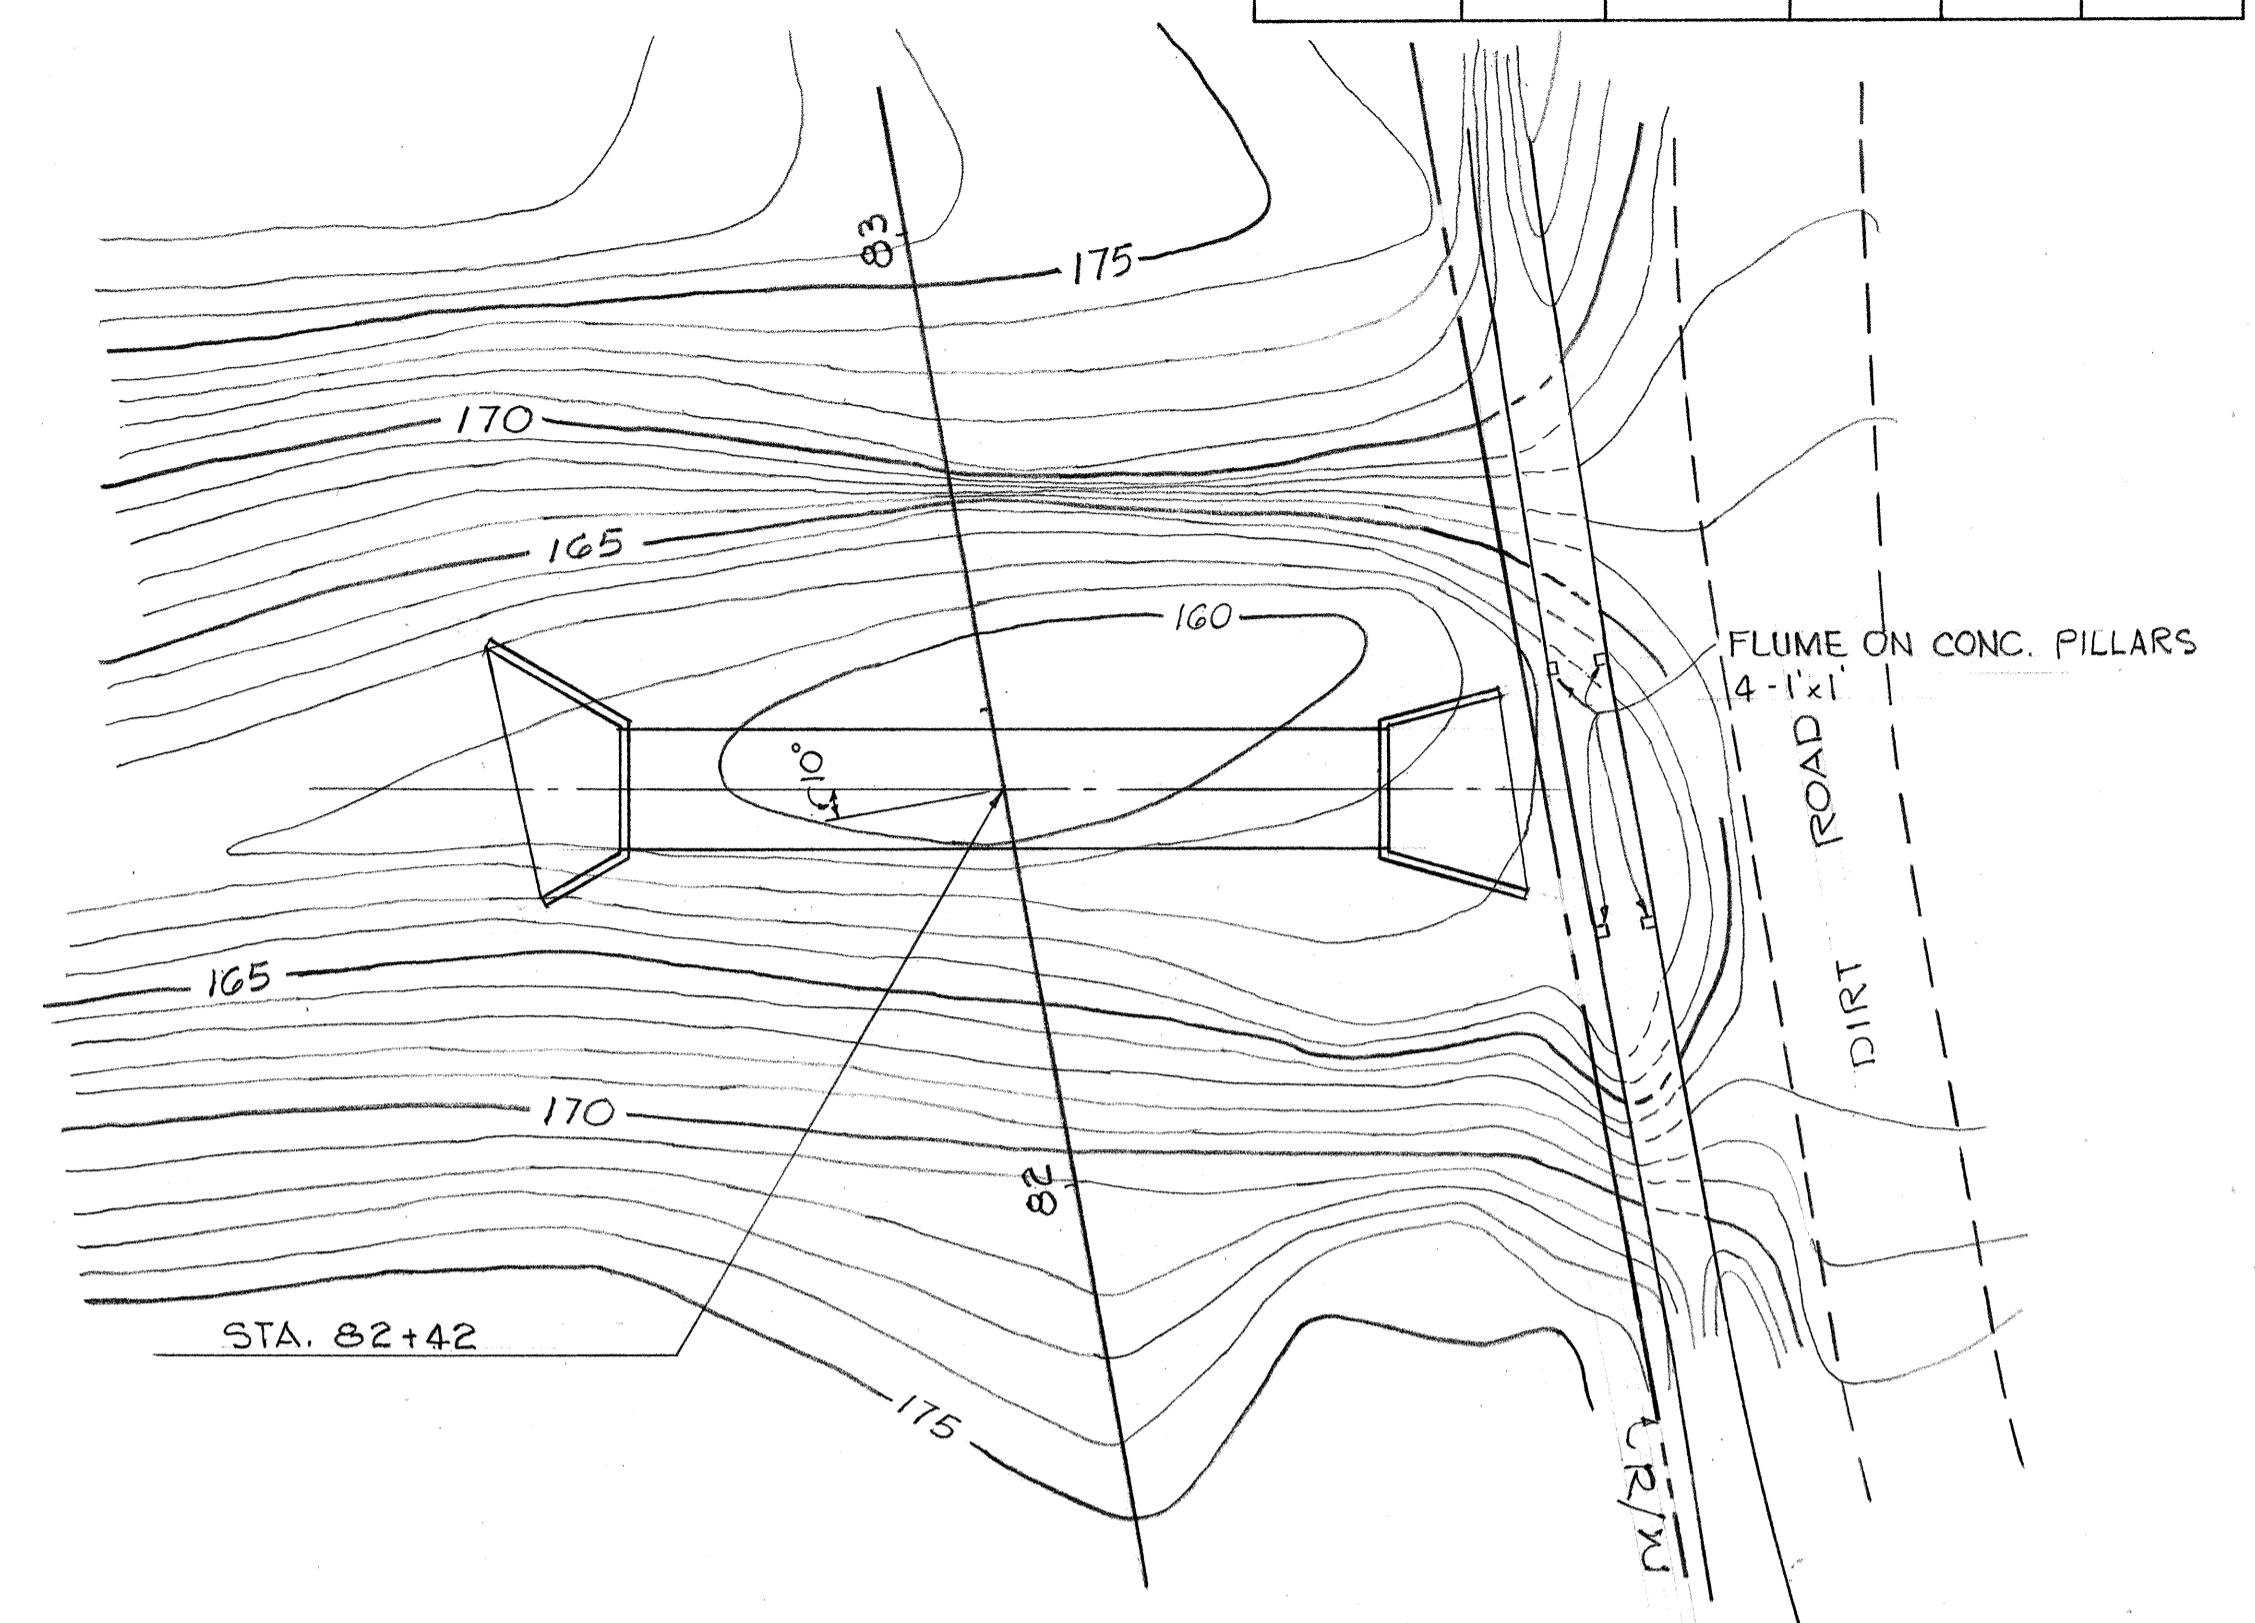 83
175
170
165
160
FLUME ON CONC. PILLARS
4-1'x1'
10°
ROAD
DIRT
165
170
82
STA. 82+42
175
R/W